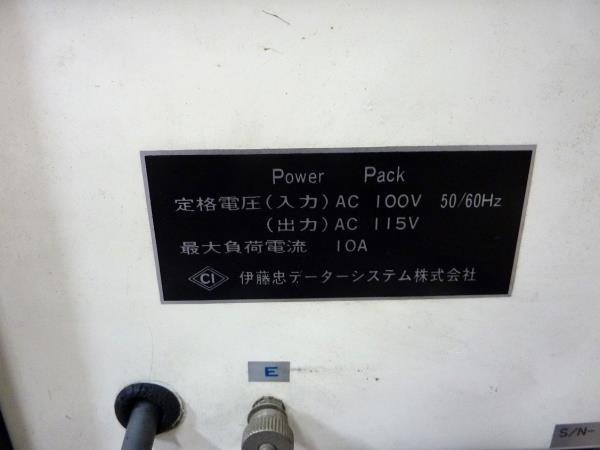 Power Pack
定格電圧(入力) AC 100V 50/60Hz
(出力) AC 115V
最大負荷電流 10A
CI 伊藤忠データーシステム株式会社
E
S/N-